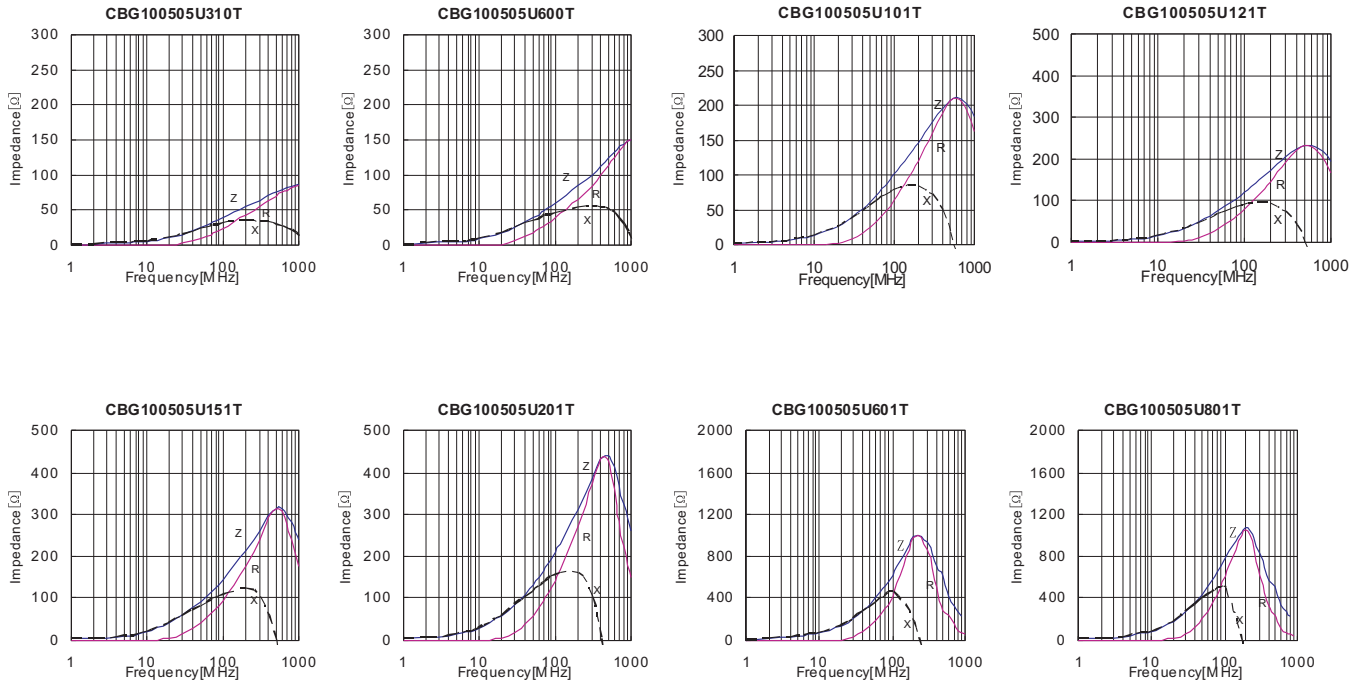 CBG100505U310T
300
250
200
150
100
50
0
Impedance[Ω]
Z
R
X
1 10 100 1000
Frequency[MHz]
CBG100505U600T
300
250
200
150
100
50
0
Impedance[Ω]
Z
R
X
1 10 100 1000
Frequency[MHz]
CBG100505U101T
300
250
200
150
100
50
0
Impedance[Ω]
Z
R
X
1 10 100 1000
Frequency[MHz]
CBG100505U121T
500
400
300
200
100
0
Impedance[Ω]
Z
R
X
1 10 100 1000
Frequency[MHz]
CBG100505U151T
500
400
300
200
100
0
Impedance[Ω]
Z
R
X
1 10 100 1000
Frequency[MHz]
CBG100505U201T
500
400
300
200
100
0
Impedance[Ω]
Z
R
X
1 10 100 1000
Frequency[MHz]
CBG100505U601T
2000
1600
1200
800
400
0
Impedance[Ω]
Z
R
X
1 10 100 1000
Frequency[MHz]
CBG100505U801T
2000
1600
1200
800
400
0
Impedance[Ω]
Z
R
X
1 10 100 1000
Frequency[MHz]